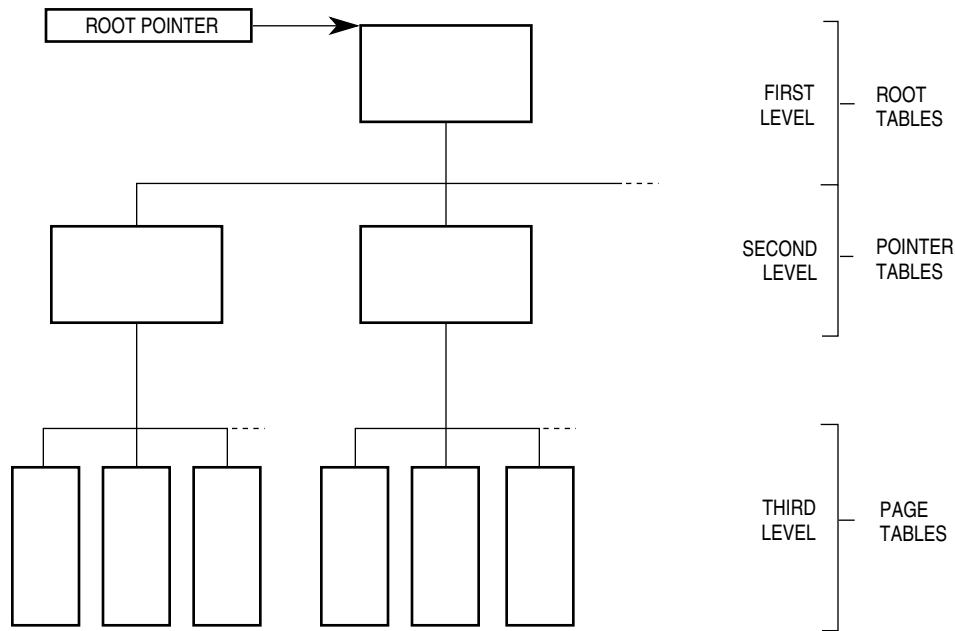 ROOT POINTER
FIRST
LEVEL
ROOT
TABLES
SECOND
LEVEL
POINTER
TABLES
THIRD
LEVEL
PAGE
TABLES